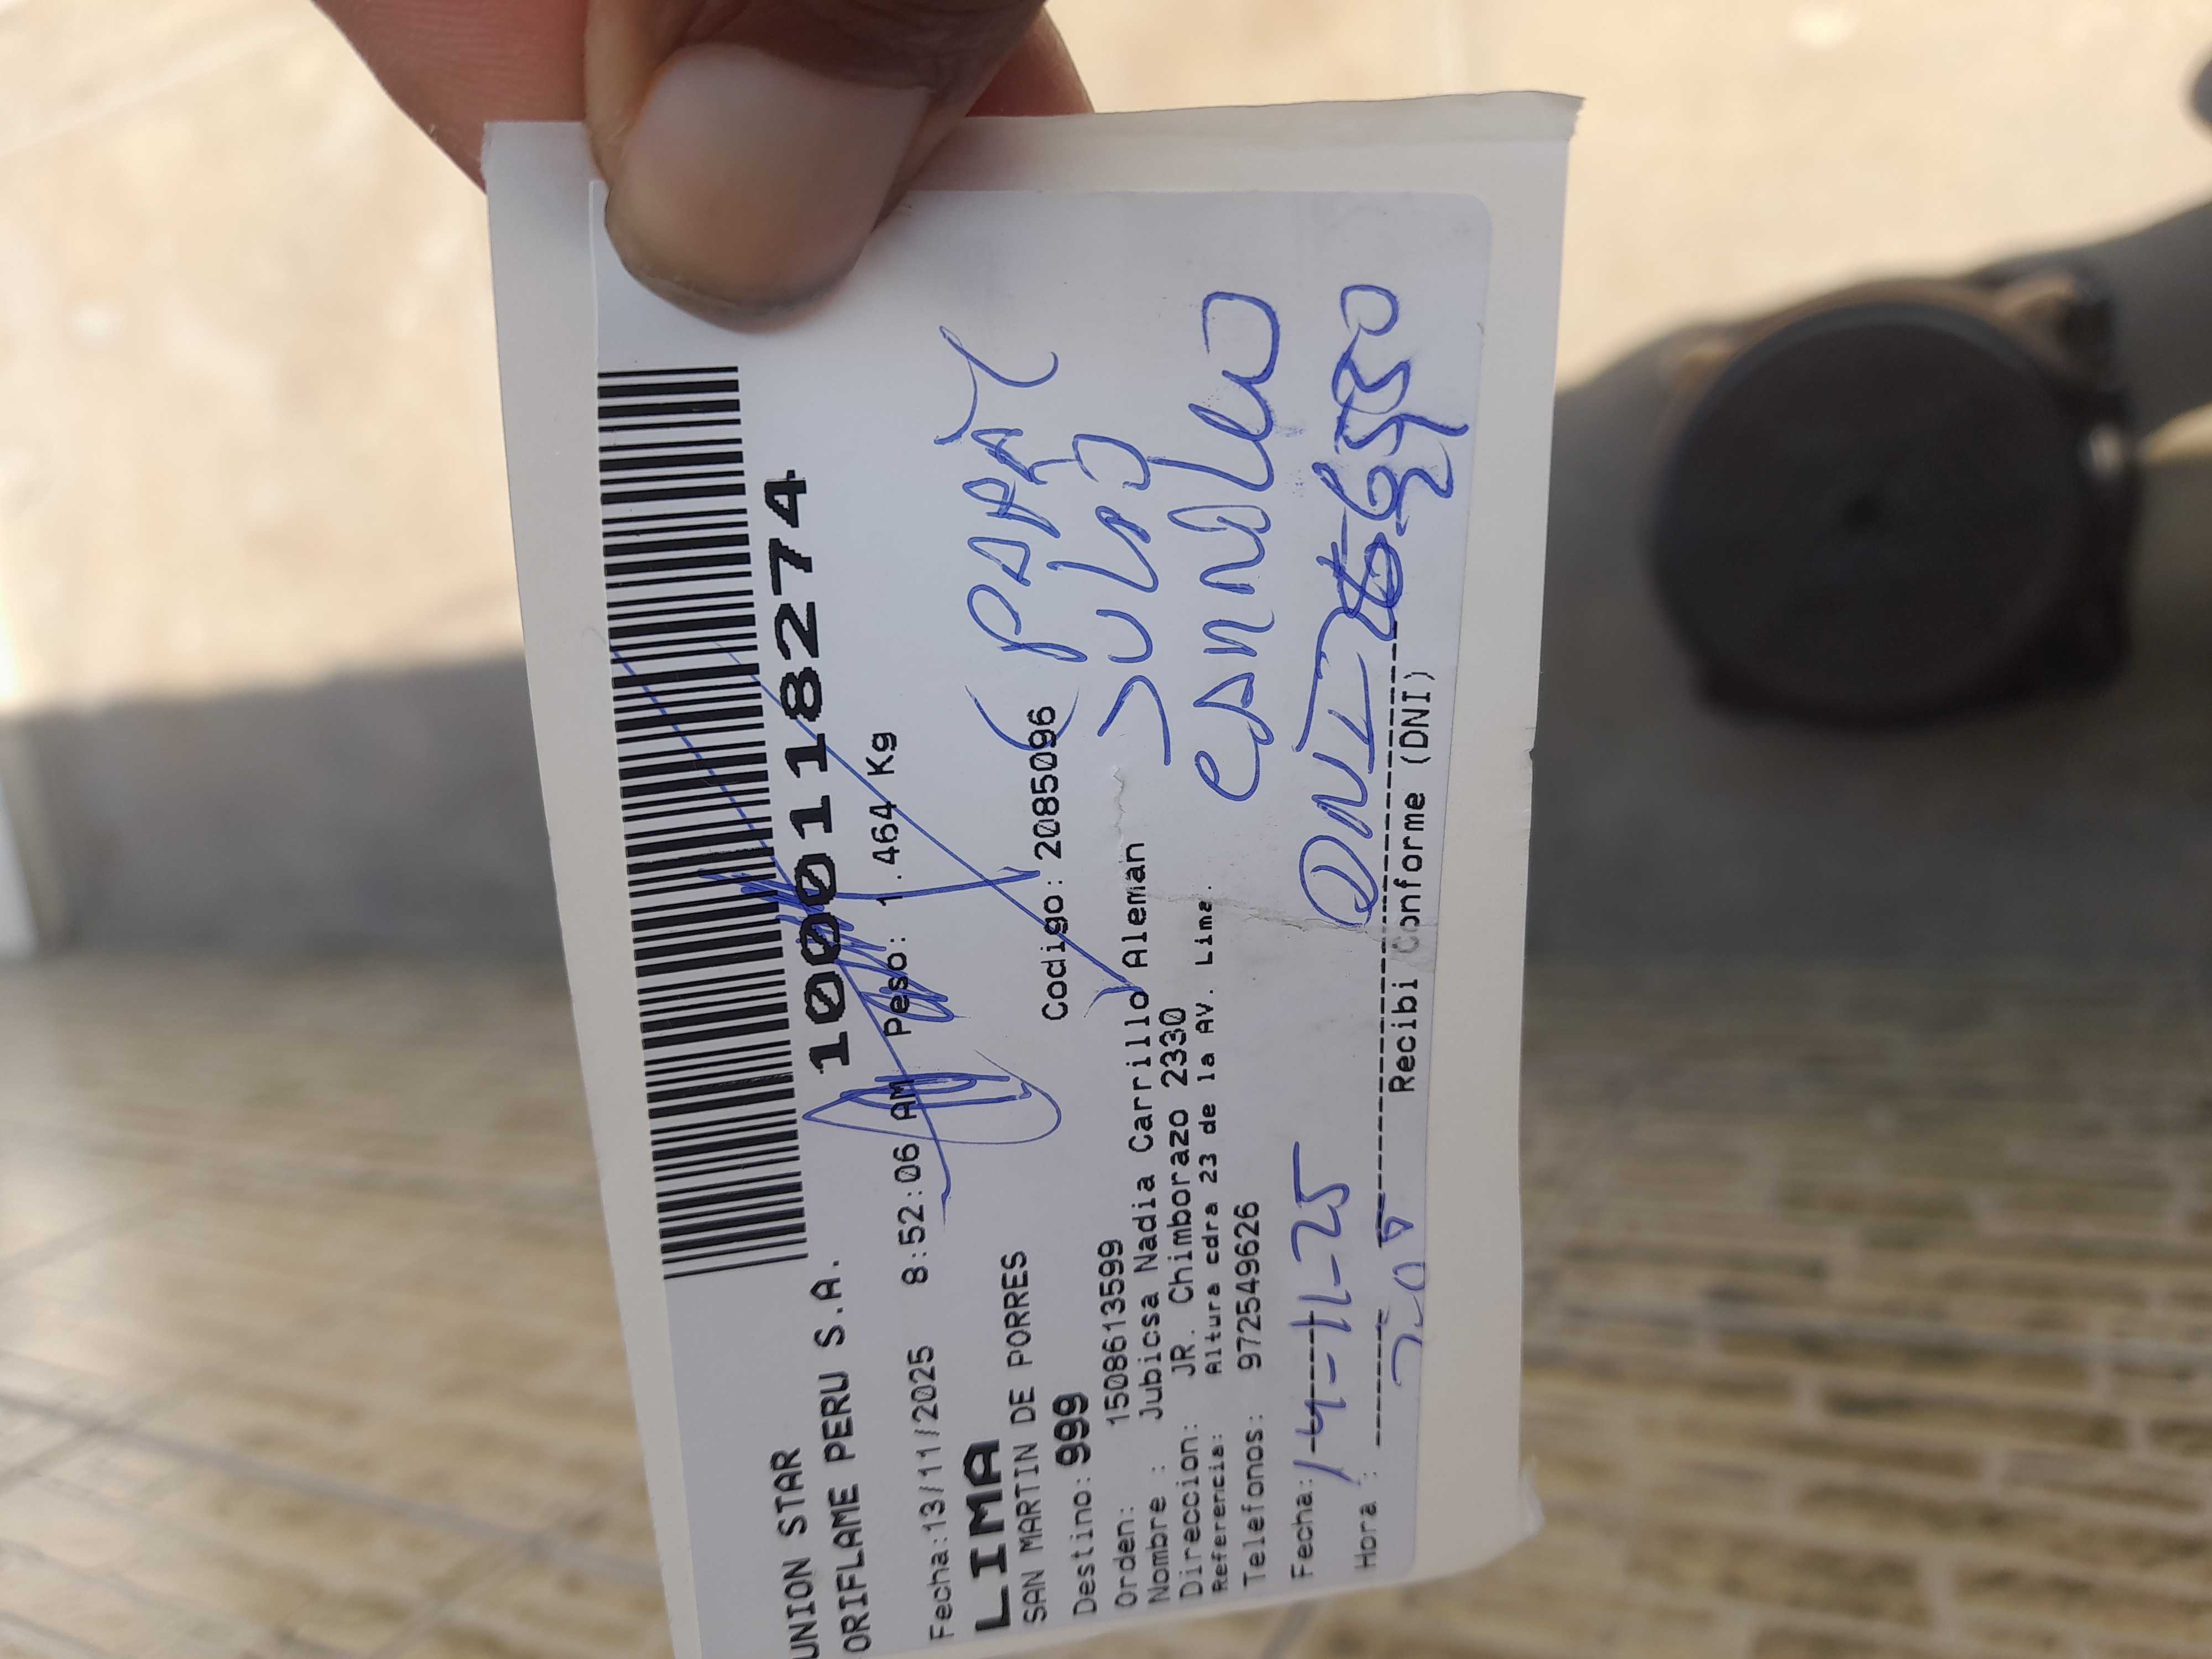 1000118274
UNION STAR
ORIFLAME PERU S.A.
Fecha:13/11/2025 8:52:06 AM Peso: 1.464 Kg
LIMA
SAN MARTIN DE PORRES
Destino: 999 Codigo: 2085096
(PAPA)
Orden: 1508613599
Nombre : Jubicsa Nadia Carrillo Aleman
Direccion: JR. Chimborazo 2330
Referencia: Altura cdra 23 de la AV. Lima.
Telefonos: 972549626
Fecha: 14-11-25
DNI
Hora :
Recibi Conforme (DNI)